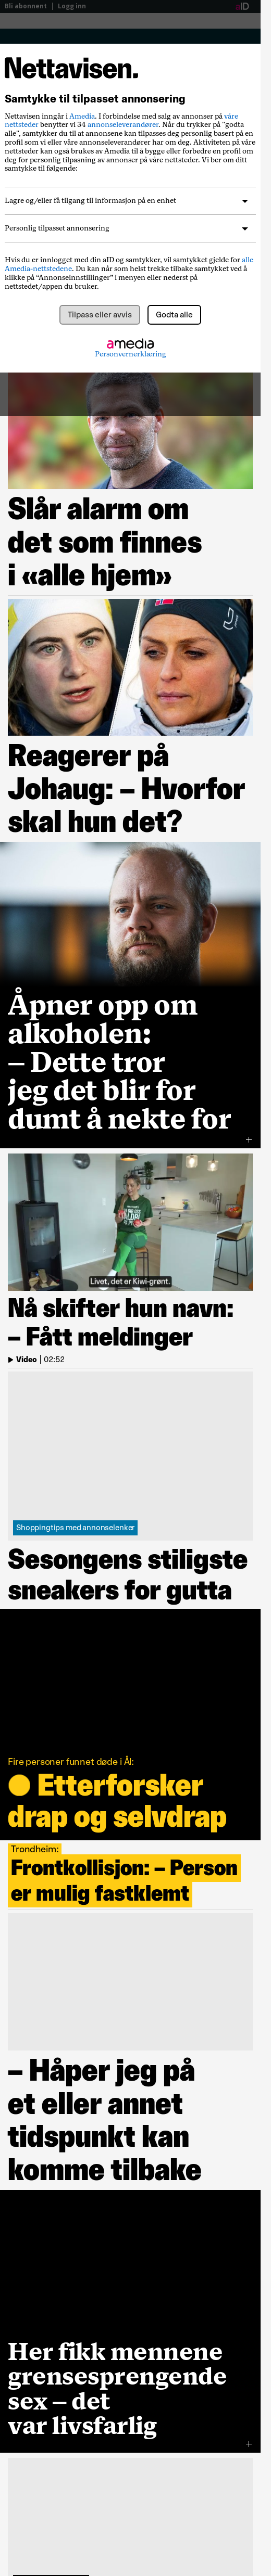 Bli abonnent | Logg inn
aID
Nettavisen.
Samtykke til tilpasset annonsering
Nettavisen inngår i Amedia. I forbindelse med salg av annonser på våre
nettsteder benytter vi 34 annonseleverandører. Når du trykker på "godta
alle", samtykker du til at annonsene kan tilpasses deg personlig basert på en
profil som vi eller våre annonseleverandører har om deg. Aktiviteten på våre
nettsteder kan også brukes av Amedia til å bygge eller forbedre en profil om
deg for personlig tilpasning av annonser på våre nettsteder. Vi ber om ditt
samtykke til følgende:
Lagre og/eller få tilgang til informasjon på en enhet
Personlig tilpasset annonsering
Hvis du er innlogget med din aID og samtykker, vil samtykket gjelde for alle
Amedia-nettstedene. Du kan når som helst trekke tilbake samtykket ved å
klikke på "Annonseinnstillinger" i menyen eller nederst på
nettstedet/appen du bruker.
Tilpass eller avvis
Godta alle
amedia
Personvernerklæring
Slår alarm om
det som finnes
i «alle hjem»
Reagerer på
Johaug: – Hvorfor
skal hun det?
Åpner opp om
alkoholen:
– Dette tror
jeg det blir for
dumt å nekte for
+
Livet, det er Kiwi-grønt.
Nå skifter hun navn:
– Fått meldinger
Video | 02:52
Shoppingtips med annonselenker
Sesongens stiligste
sneakers for gutta
Fire personer funnet døde i Ål:
Etterforsker
drap og selvdrap
Trondheim:
Frontkollisjon: – Person
er mulig fastklemt
– Håper jeg på
et eller annet
tidspunkt kan
komme tilbake
Her fikk mennene
grensesprengende
sex – det
var livsfarlig
+